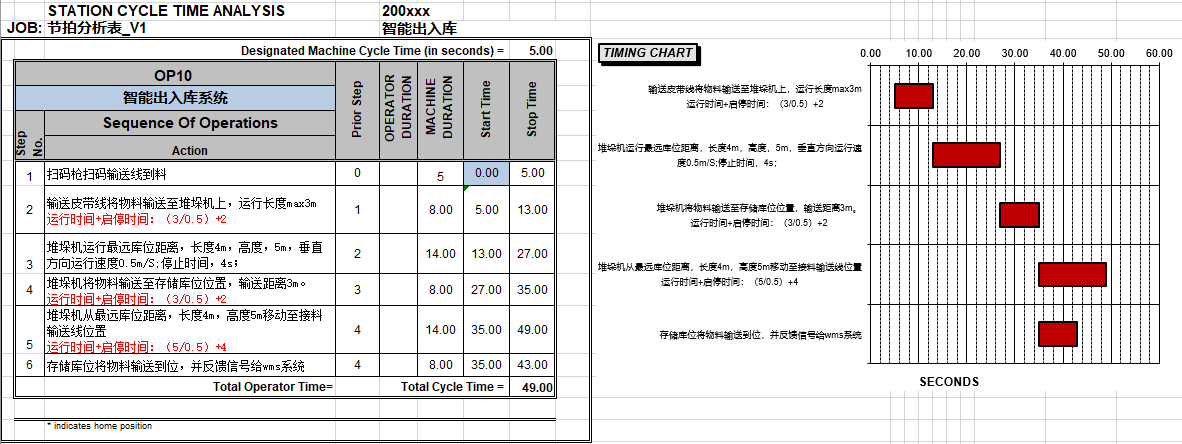 STATION CYCLE TIME ANALYSIS 200xxx
JOB: 节拍分析表_V1 智能出入库
Designated Machine Cycle Time (in seconds) = 5.00
OP10
智能出入库系统
Sequence Of Operations
Step No.
Action
Prior Step
OPERATOR DURATION
MACHINE DURATION
Start Time
Stop Time
1 扫码枪扫码输送线到料 0 5 0.00 5.00
2 输送皮带线将物料输送至堆垛机上，运行长度max3m 1 8.00 5.00 13.00
运行时间+启停时间：（3/0.5）+2
3 堆垛机运行最远库位距离，长度4m，高度，5m，垂直 2 14.00 13.00 27.00
方向运行速度0.5m/S;停止时间，4s；
4 堆垛机将物料输送至存储库位位置，输送距离3m。 3 8.00 27.00 35.00
运行时间+启停时间：（3/0.5）+2
5 堆垛机从最远库位距离，长度4m，高度5m移动至接料 4 14.00 35.00 49.00
输送线位置
运行时间+启停时间：（5/0.5）+4
6 存储库位将物料输送到位，并反馈信号给wms系统 4 8.00 35.00 43.00
Total Operator Time= Total Cycle Time = 49.00
* indicates home position
TIMING CHART
0.00 10.00 20.00 30.00 40.00 50.00 60.00
输送皮带线将物料输送至堆垛机上，运行长度max3m
运行时间+启停时间：（3/0.5）+2
堆垛机运行最远库位距离，长度4m，高度，5m，垂直方向运行速
度0.5m/S;停止时间，4s；
堆垛机将物料输送至存储库位位置，输送距离3m。
运行时间+启停时间：（3/0.5）+2
堆垛机从最远库位距离，长度4m，高度5m移动至接料输送线位置
运行时间+启停时间：（5/0.5）+4
存储库位将物料输送到位，并反馈信号给wms系统
SECONDS